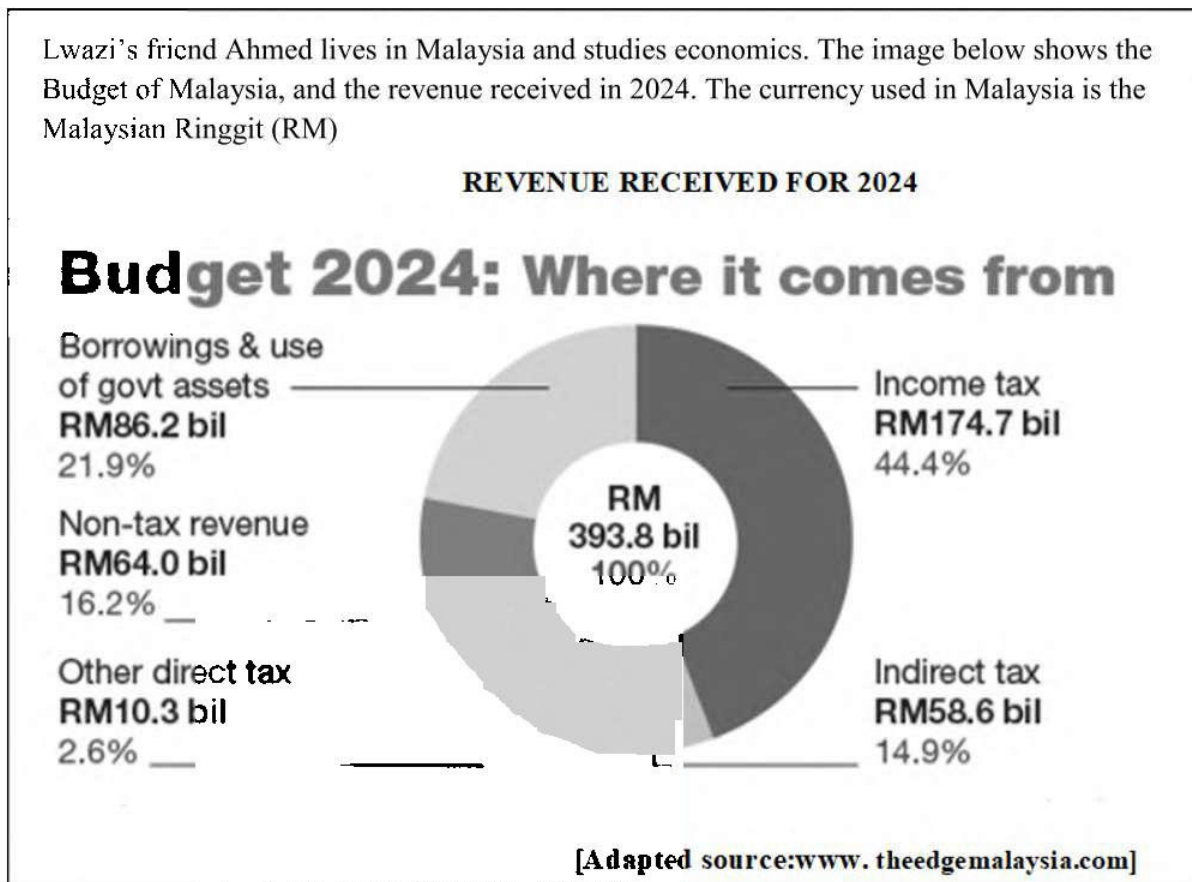 Lwazi's friend Ahmed lives in Malaysia and studies economics. The image below shows the
Budget of Malaysia, and the revenue received in 2024. The currency used in Malaysia is the
Malaysian Ringgit (RM)
REVENUE RECEIVED FOR 2024
Budget 2024: Where it comes from
Borrowings & use
of govt assets
RM86.2 bil
21.9%
Non-tax revenue
RM64.0 bil
16.2%
Other direct tax
RM10.3 bil
2.6%
RM
393.8 bil
100%
Income tax
RM174.7 bil
44.4%
Indirect tax
RM58.6 bil
14.9%
[Adapted source:www. theedgemalaysia.com]